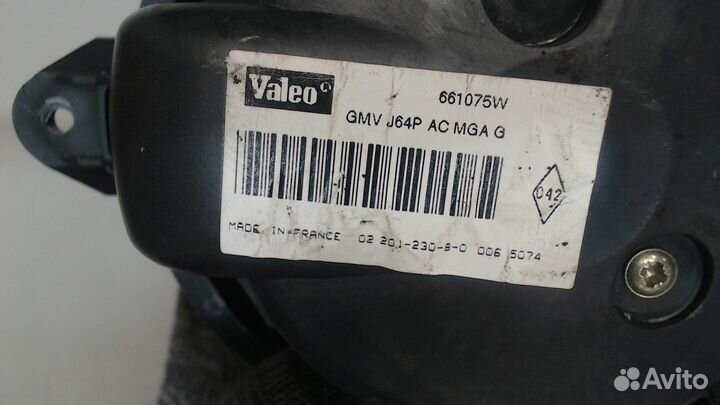 Valeo
661075W
GMV J64P AC MGA G
042
MADE IN FRANCE 02 201-230-8-0 006 5074
Avito